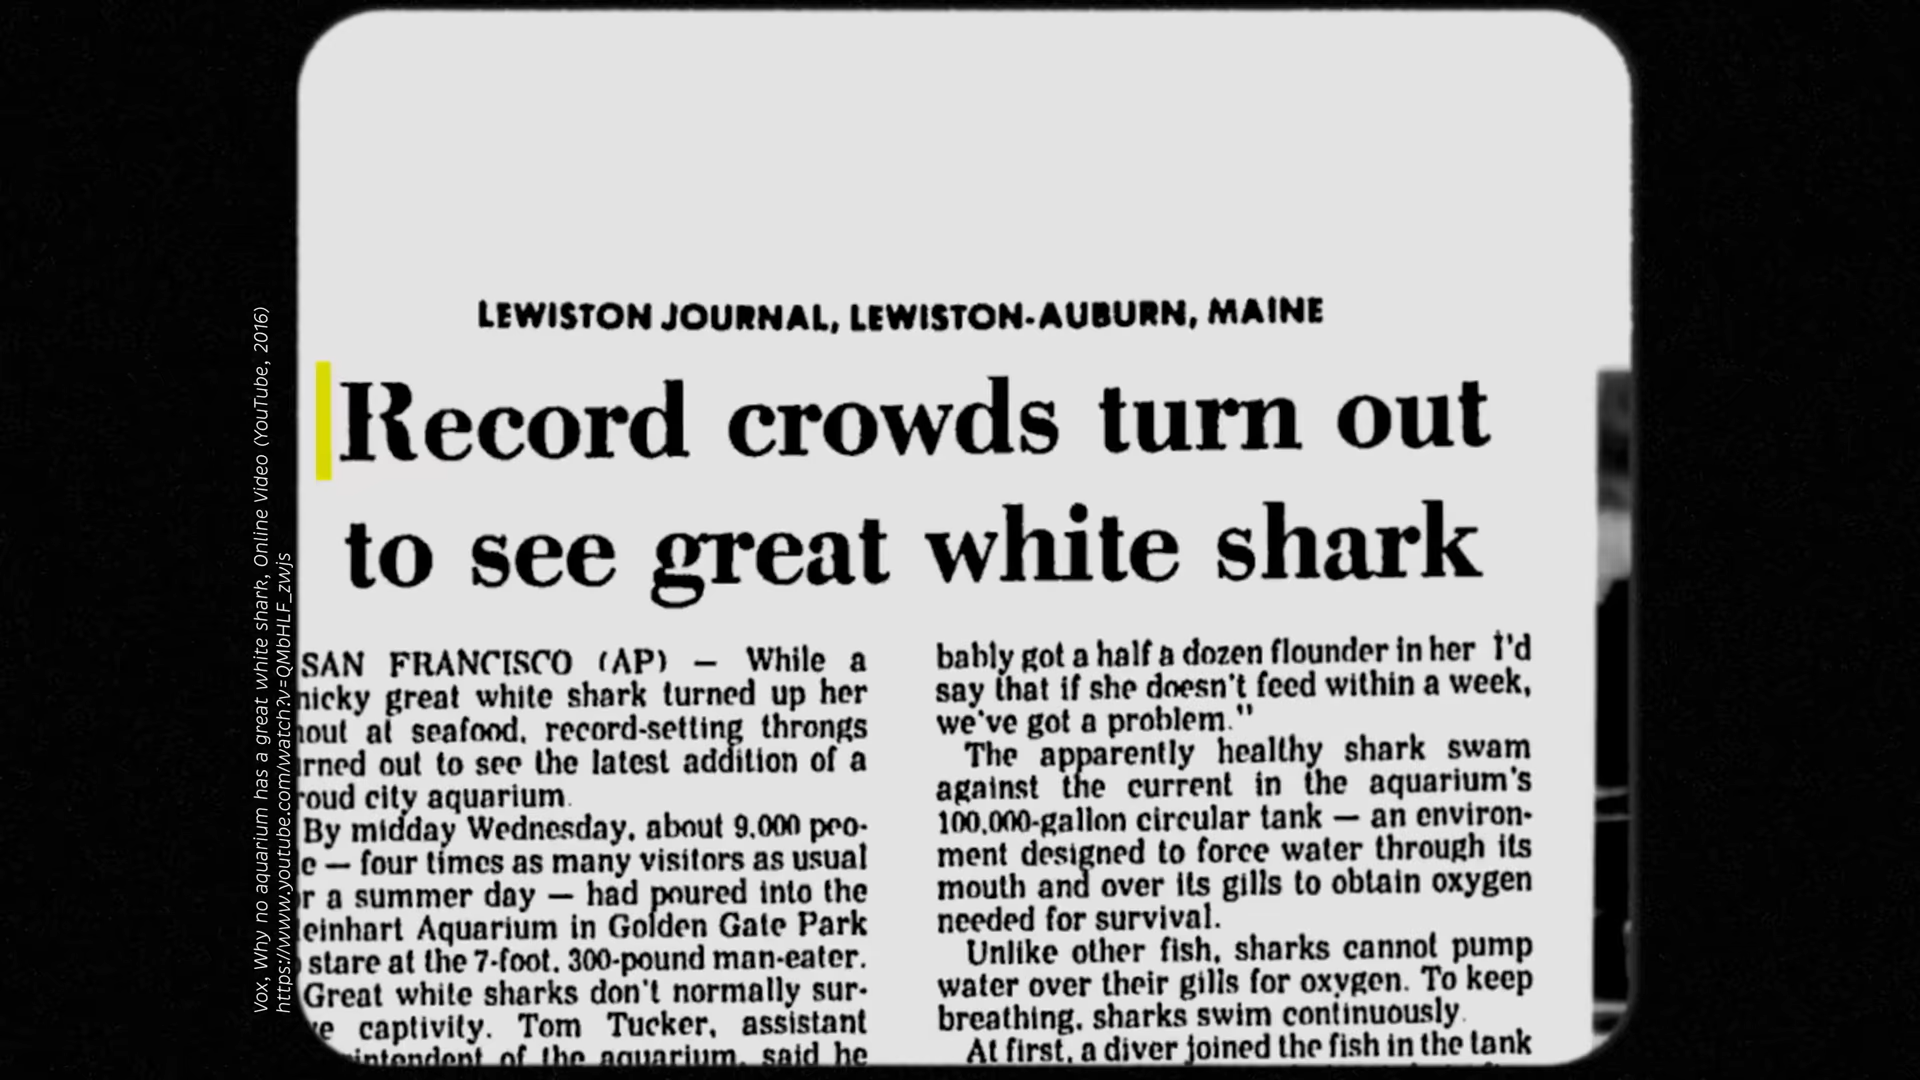 LEWISTON JOURNAL, LEWISTON-AUBURN, MAINE
Record crowds turn out
to see great white shark
SAN FRANCISCO (AP) — While a
nicky great white shark turned up her
nout at seafood, record-setting throngs
rned out to see the latest addition of a
roud city aquarium.
By midday Wednesday, about 9,000 peo-
e — four times as many visitors as usual
r a summer day — had poured into the
einhart Aquarium in Golden Gate Park
stare at the 7-foot, 300-pound man-eater.
Great white sharks don't normally sur-
ve captivity. Tom Tucker, assistant
intendent of the aquarium, said he
bably got a half a dozen flounder in her I'd
say that if she doesn't feed within a week,
we've got a problem."
The apparently healthy shark swam
against the current in the aquarium's
100,000-gallon circular tank — an environ-
ment designed to force water through its
mouth and over its gills to obtain oxygen
needed for survival.
Unlike other fish, sharks cannot pump
water over their gills for oxygen. To keep
breathing, sharks swim continuously.
At first, a diver joined the fish in the tank
Vox, Why no aquarium has a great white shark, Online Video (YouTube, 2016)
https://www.youtube.com/watch?v=QMbHLF_zwjs